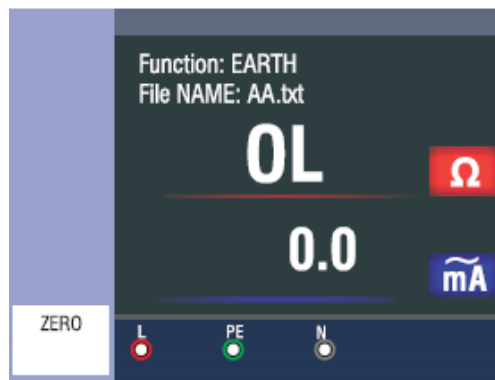 Function: EARTH
File NAME: AA.txt
OL
Ω
0.0
mA
ZERO
L
PE
N